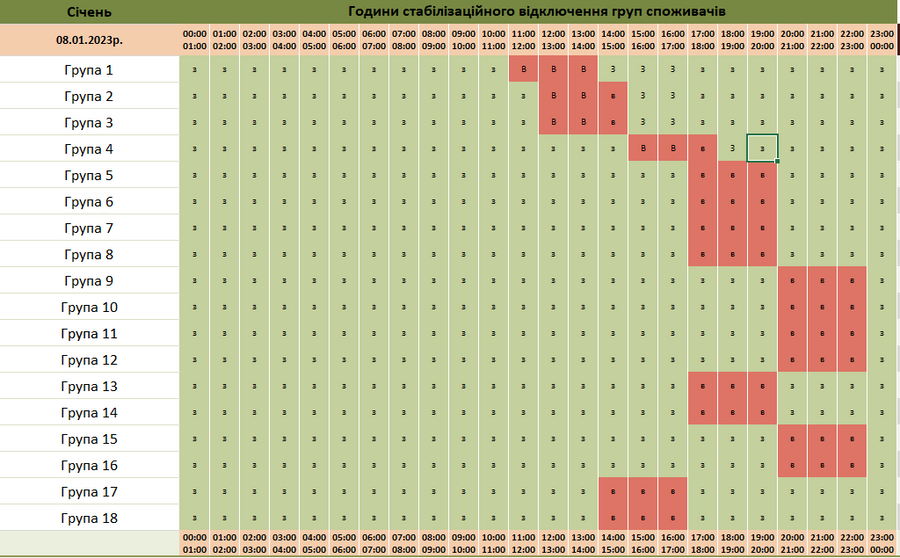 Січень Години стабілізаційного відключення груп споживачів
08.01.2023р.
00:00 01:00 02:00 03:00 04:00 05:00 06:00 07:00 08:00 09:00 10:00 11:00 12:00 13:00 14:00 15:00 16:00 17:00 18:00 19:00 20:00 21:00 22:00 23:00
01:00 02:00 03:00 04:00 05:00 06:00 07:00 08:00 09:00 10:00 11:00 12:00 13:00 14:00 15:00 16:00 17:00 18:00 19:00 20:00 21:00 22:00 23:00 00:00
Група 1 з з з з з з з з з з з В В В З З З з з з з з з з
Група 2 з з з з з з з з з з з з В В в З З з з з з з з з
Група 3 з з з з з з з з з з з з В В в З З з з з з з з з
Група 4 з з з з з з з з з з з з з з з В В в З з з з з з
Група 5 з з з з з з з з з з з з з з з з з в в в з з з з
Група 6 з з з з з з з з з з з з з з з з з в в в з з з з
Група 7 з з з з з з з з з з з з з з з з з в в в з з з з
Група 8 з з з з з з з з з з з з з з з з з в в в з з з з
Група 9 з з з з з з з з з з з з з з з з з з з з в в в з
Група 10 з з з з з з з з з з з з з з з з з з з з в в в з
Група 11 з з з з з з з з з з з з з з з з з з з з в в в з
Група 12 з з з з з з з з з з з з з з з з з з з з в в в з
Група 13 з з з з з з з з з з з з з з з з з в в в з з з з
Група 14 з з з з з з з з з з з з з з з з з в в в з з з з
Група 15 з з з з з з з з з з з з з з з з з з з з в в в з
Група 16 з з з з з з з з з з з з з з з з з з з з в в в з
Група 17 з з з з з з з з з з з з з з в в в з з з з з з з
Група 18 з з з з з з з з з з з з з з в в в з з з з з з з
00:00 01:00 02:00 03:00 04:00 05:00 06:00 07:00 08:00 09:00 10:00 11:00 12:00 13:00 14:00 15:00 16:00 17:00 18:00 19:00 20:00 21:00 22:00 23:00
01:00 02:00 03:00 04:00 05:00 06:00 07:00 08:00 09:00 10:00 11:00 12:00 13:00 14:00 15:00 16:00 17:00 18:00 19:00 20:00 21:00 22:00 23:00 00:00